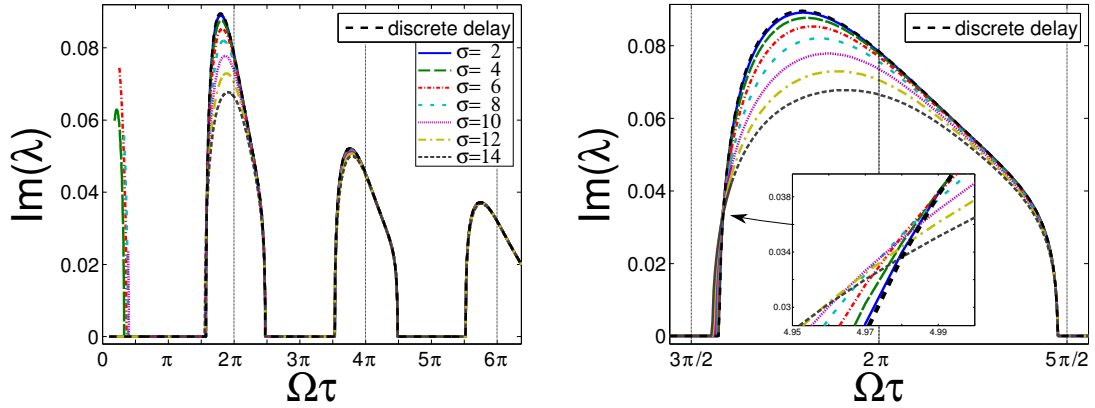 discrete delay
σ= 2
σ= 4
σ= 6
σ= 8
σ=10
σ=12
σ=14
Im(λ)
0.08
0.06
0.04
0.02
0
0 π 2π 3π 4π 5π 6π
Ωτ
discrete delay
Im(λ)
0.08
0.06
0.04
0.02
0
0.038
0.034
0.03
4.95 4.97 4.99
3π/2 2π 5π/2
Ωτ